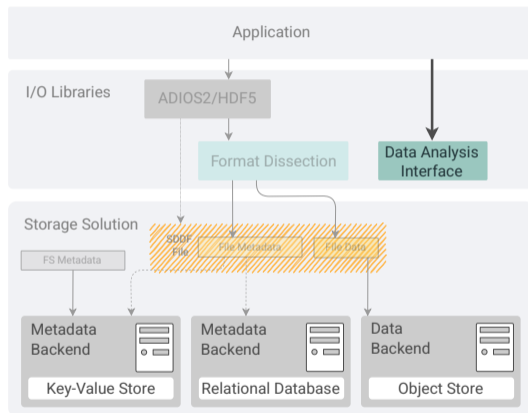 Application
I/O Libraries
ADIOS2/HDF5
Format Dissection
Data Analysis
Interface
Storage Solution
SDDF
File
File Metadata
File Data
FS Metadata
Metadata
Backend
Key-Value Store
Metadata
Backend
Relational Database
Data
Backend
Object Store